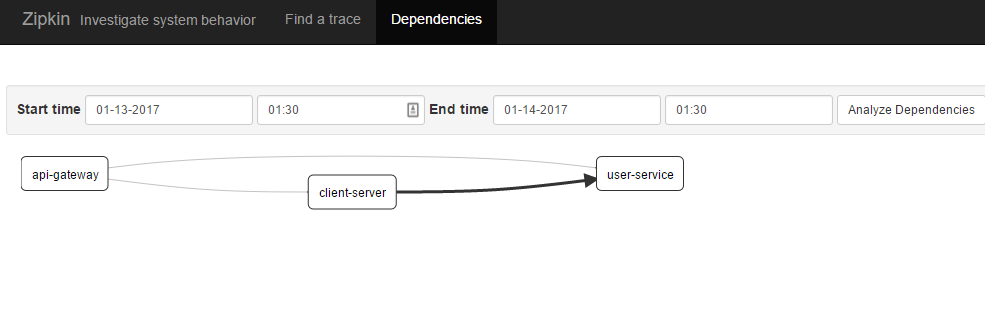 Zipkin Investigate system behavior Find a trace Dependencies
Start time 01-13-2017 01:30 End time 01-14-2017 01:30 Analyze Dependencies
api-gateway user-service
client-server